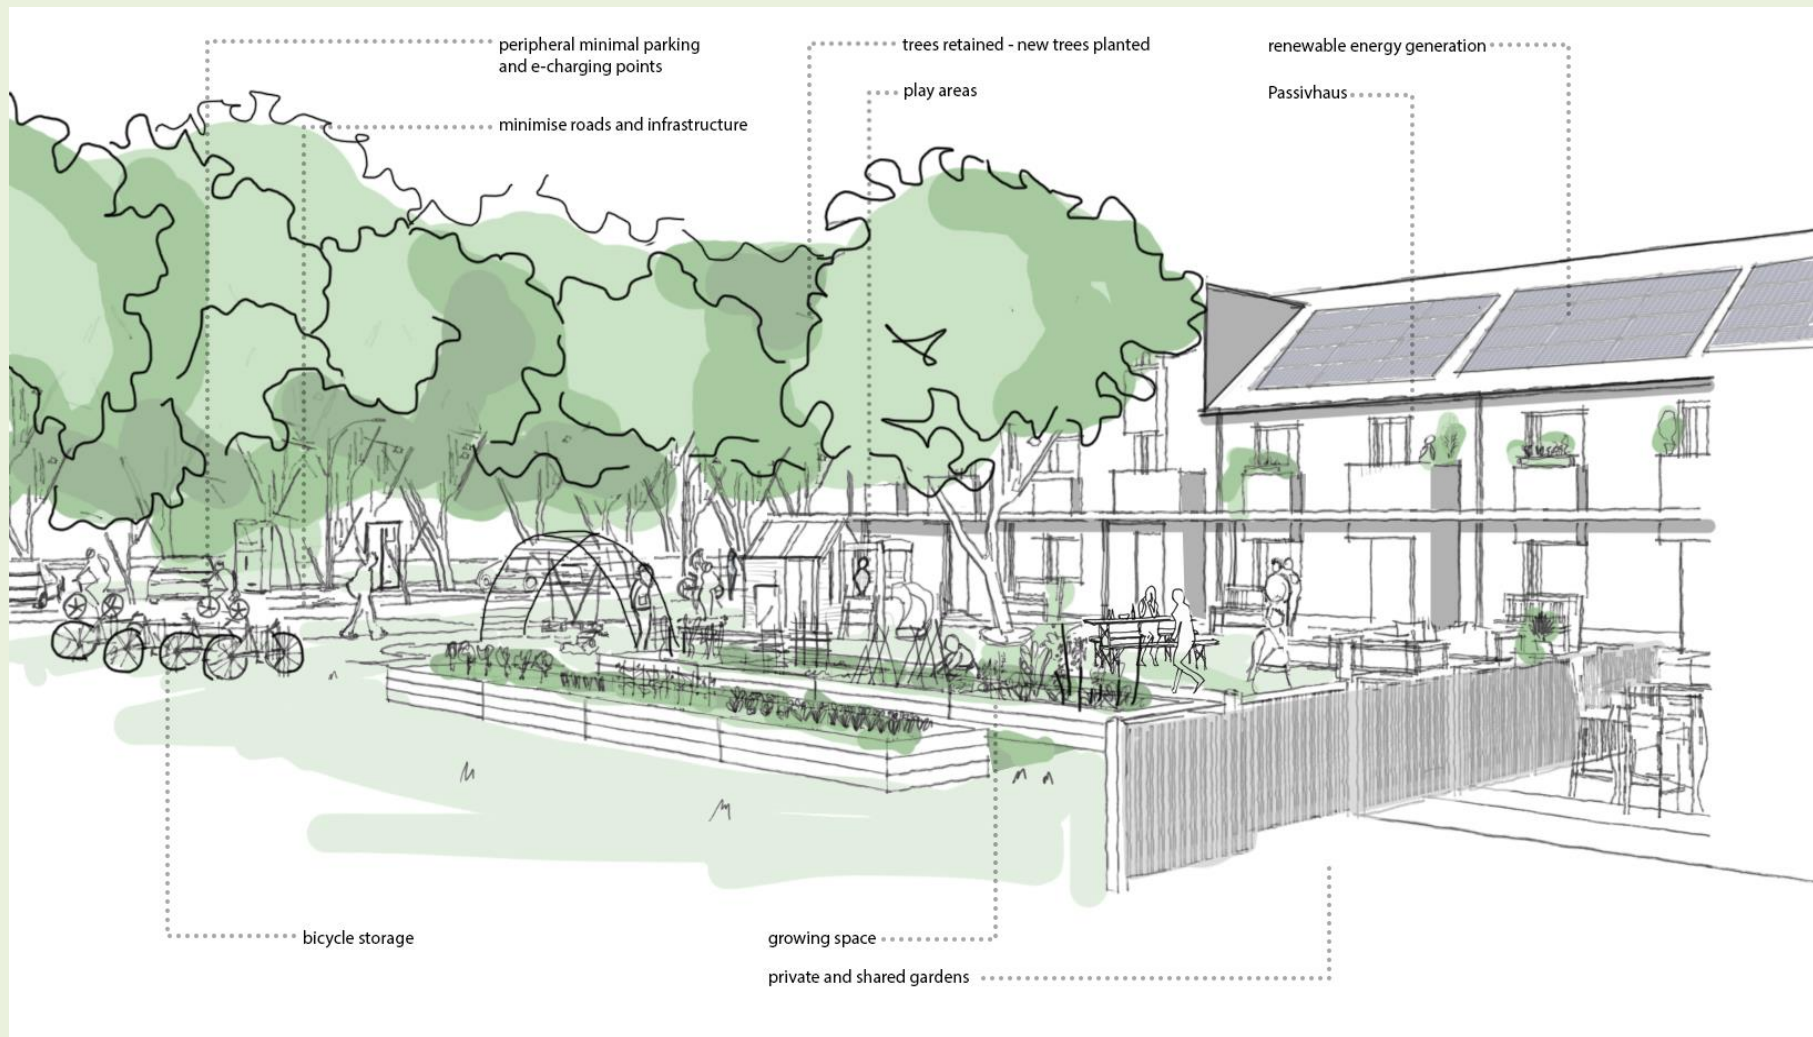 peripheral minimal parking
and e-charging points
minimise roads and infrastructure
trees retained - new trees planted
play areas
renewable energy generation
Passivhaus
bicycle storage
growing space
private and shared gardens